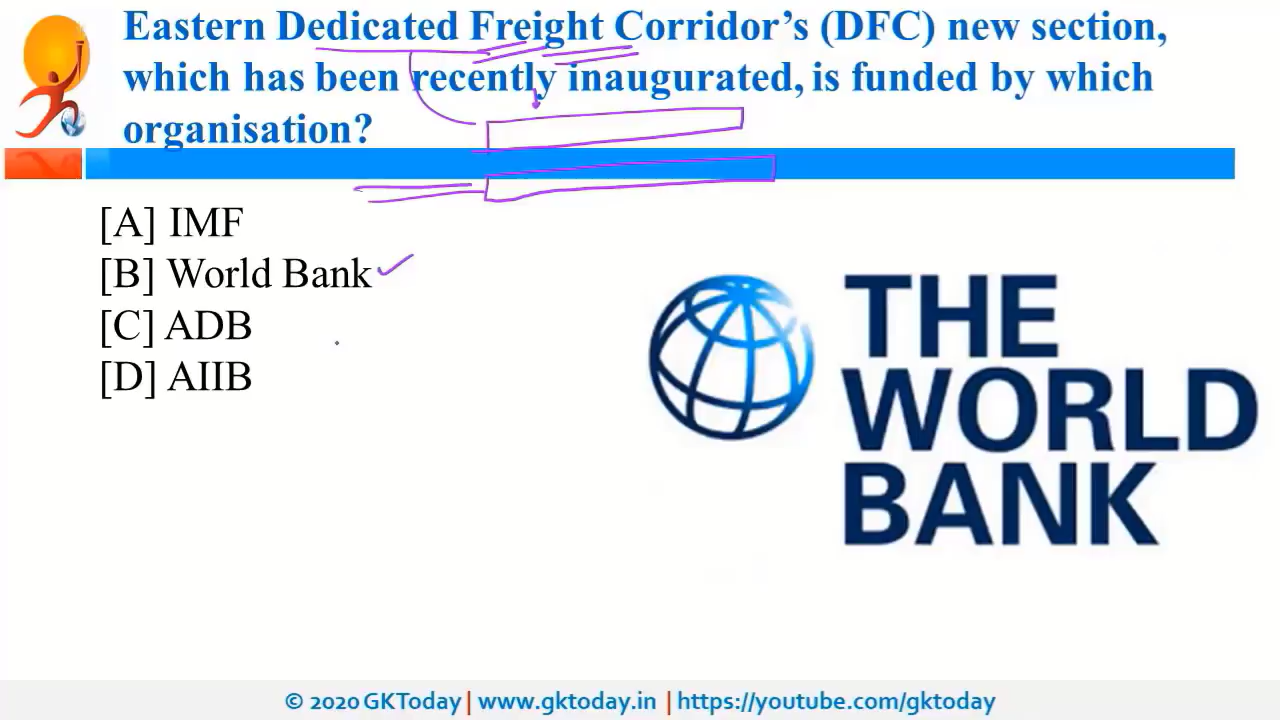 Eastern Dedicated Freight Corridor’s (DFC) new section,
which has been recently inaugurated, is funded by which
organisation?
[A] IMF
[B] World Bank
[C] ADB
[D] AIIB
THE
WORLD
BANK
© 2020 GKToday | www.gktoday.in | https://youtube.com/gktoday